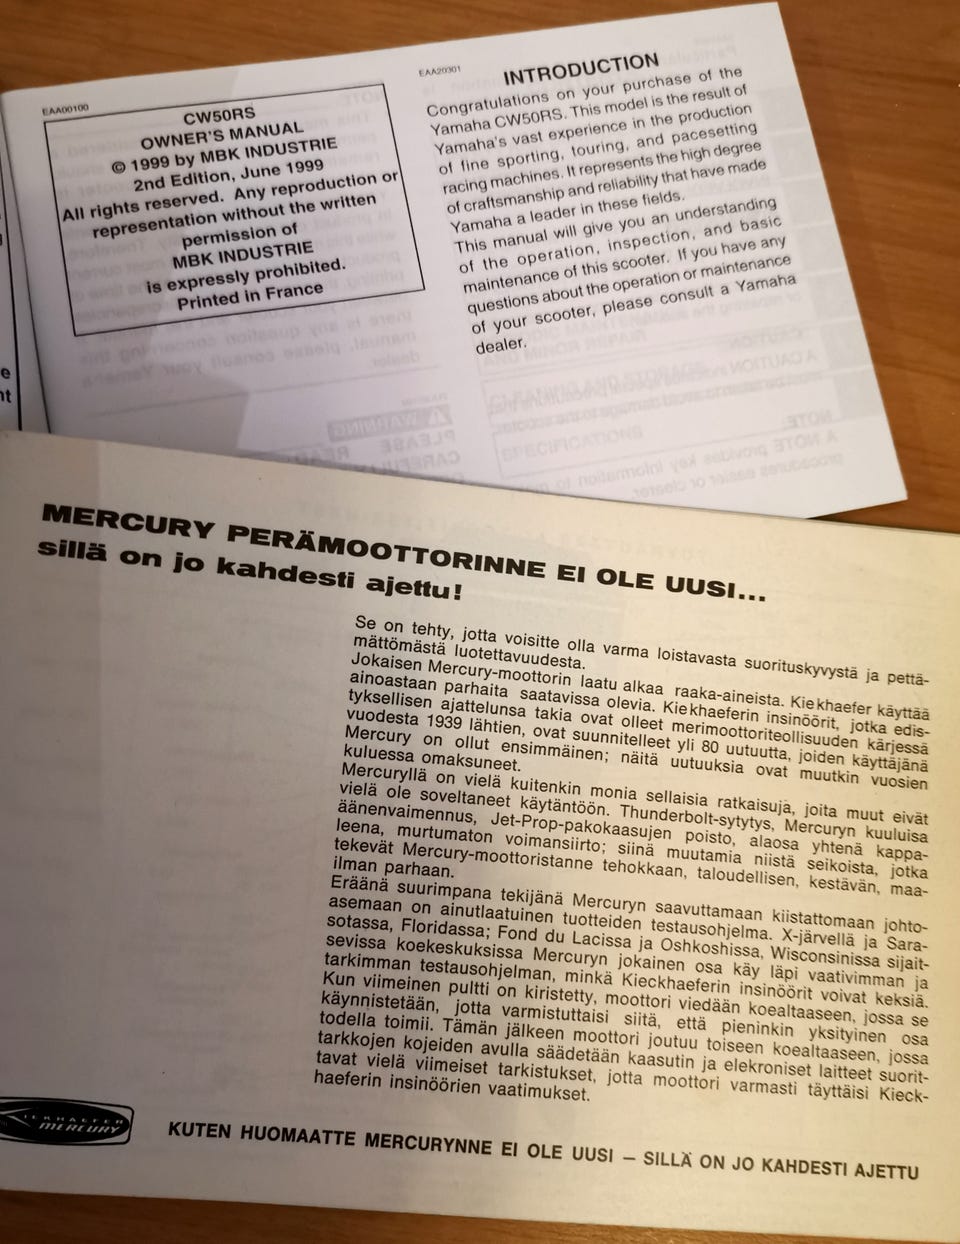 EAA00100
CW50RS
OWNER'S MANUAL
© 1999 by MBK INDUSTRIE
2nd Edition, June 1999
All rights reserved. Any reproduction or
representation without the written
permission of
MBK INDUSTRIE
is expressly prohibited.
Printed in France
EAA20301
INTRODUCTION
Congratulations on your purchase of the
Yamaha CW50RS. This model is the result of
Yamaha's vast experience in the production
of fine sporting, touring, and pacesetting
racing machines. It represents the high degree
of craftsmanship and reliability that have made
Yamaha a leader in these fields.
This manual will give you an understanding
of the operation, inspection, and basic
maintenance of this scooter. If you have any
questions about the operation or maintenance
of your scooter, please consult a Yamaha
dealer.
e
nt
MERCURY PERÄMOOTTORINNE EI OLE UUSI...
sillä on jo kahdesti ajettu!
Se on tehty, jotta voisitte olla varma loistavasta suorituskyvystä ja pettä-
mättömästä luotettavuudesta.
Jokaisen Mercury-moottorin laatu alkaa raaka-aineista. Kiekhaefer käyttää
ainoastaan parhaita saatavissa olevia. Kiekhaeferin insinöörit, jotka edis-
tyksellisen ajattelunsa takia ovat olleet merimoottoriteollisuuden kärjessä
vuodesta 1939 lähtien, ovat suunnitelleet yli 80 uutuutta, joiden käyttäjänä
Mercury on ollut ensimmäinen; näitä uutuuksia ovat muutkin vuosien
kuluessa omaksuneet.
Mercuryllä on vielä kuitenkin monia sellaisia ratkaisuja, joita muut eivät
vielä ole soveltaneet käytäntöön. Thunderbolt-sytytys, Mercuryn kuuluisa
äänenvaimennus, Jet-Prop-pakokaasujen poisto, alaosa yhtenä kappa-
leena, murtumaton voimansiirto; siinä muutamia niistä seikoista, jotka
tekevät Mercury-moottoristanne tehokkaan, taloudellisen, kestävän, maa-
ilman parhaan.
Eräänä suurimpana tekijänä Mercuryn saavuttamaan kiistattomaan johto-
asemaan on ainutlaatuinen tuotteiden testausohjelma. X-järvellä ja Sara-
sotassa, Floridassa; Fond du Lacissa ja Oshkoshissa, Wisconsinissa sijait-
sevissa koekeskuksissa Mercuryn jokainen osa käy läpi vaativimman ja
tarkimman testausohjelman, minkä Kieckhaeferin insinöörit voivat keksiä.
Kun viimeinen pultti on kiristetty, moottori viedään koealtaaseen, jossa se
käynnistetään, jotta varmistuttaisi siitä, että pieninkin yksityinen osa
todella toimii. Tämän jälkeen moottori joutuu toiseen koealtaaseen, jossa
tarkkojen kojeiden avulla säädetään kaasutin ja elekroniset laitteet suorit-
tavat vielä viimeiset tarkistukset, jotta moottori varmasti täyttäisi Kieck-
haeferin insinöörien vaatimukset.
KIEKHAEFER
MERCURY
KUTEN HUOMAATTE MERCURYNNE EI OLE UUSI – SILLÄ ON JO KAHDESTI AJETTU